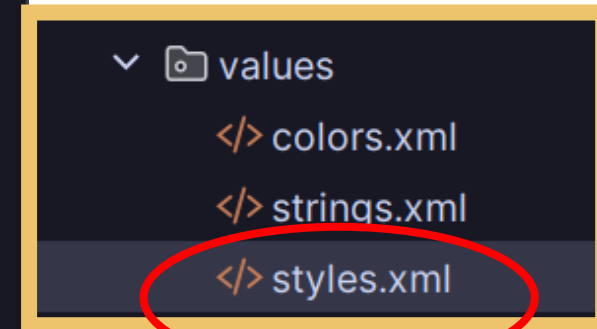 values
</> colors.xml
</> strings.xml
</> styles.xml